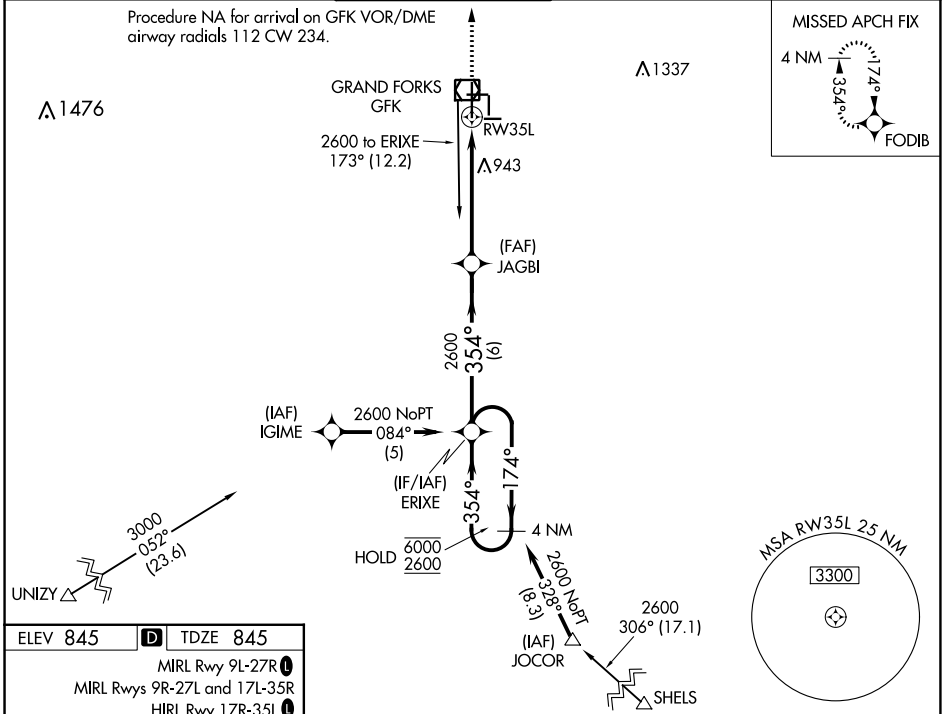 Procedure NA for arrival on GFK VOR/DME
airway radials 112 CW 234.
MISSED APCH FIX
4 NM
354°
174°
FODIB
1476
1337
GRAND FORKS
GFK
RW35L
2600 to ERIXE
173° (12.2)
943
(FAF)
JAGBI
2600
354°
(6)
(IAF)
IGIME
2600 NoPT
084°
(5)
(IF/IAF)
ERIXE
354°
174°
4 NM
HOLD 6000
2600
3000
052°
(23.6)
UNIZY
2600 NoPT
328°
(8.3)
(IAF)
JOCOR
2600
306° (17.1)
SHELS
MSA RW35L 25 NM
3300
ELEV 845 D TDZE 845
MIRL Rwy 9L-27R L
MIRL Rwys 9R-27L and 17L-35R
HIRL Rwy 17R-35L L